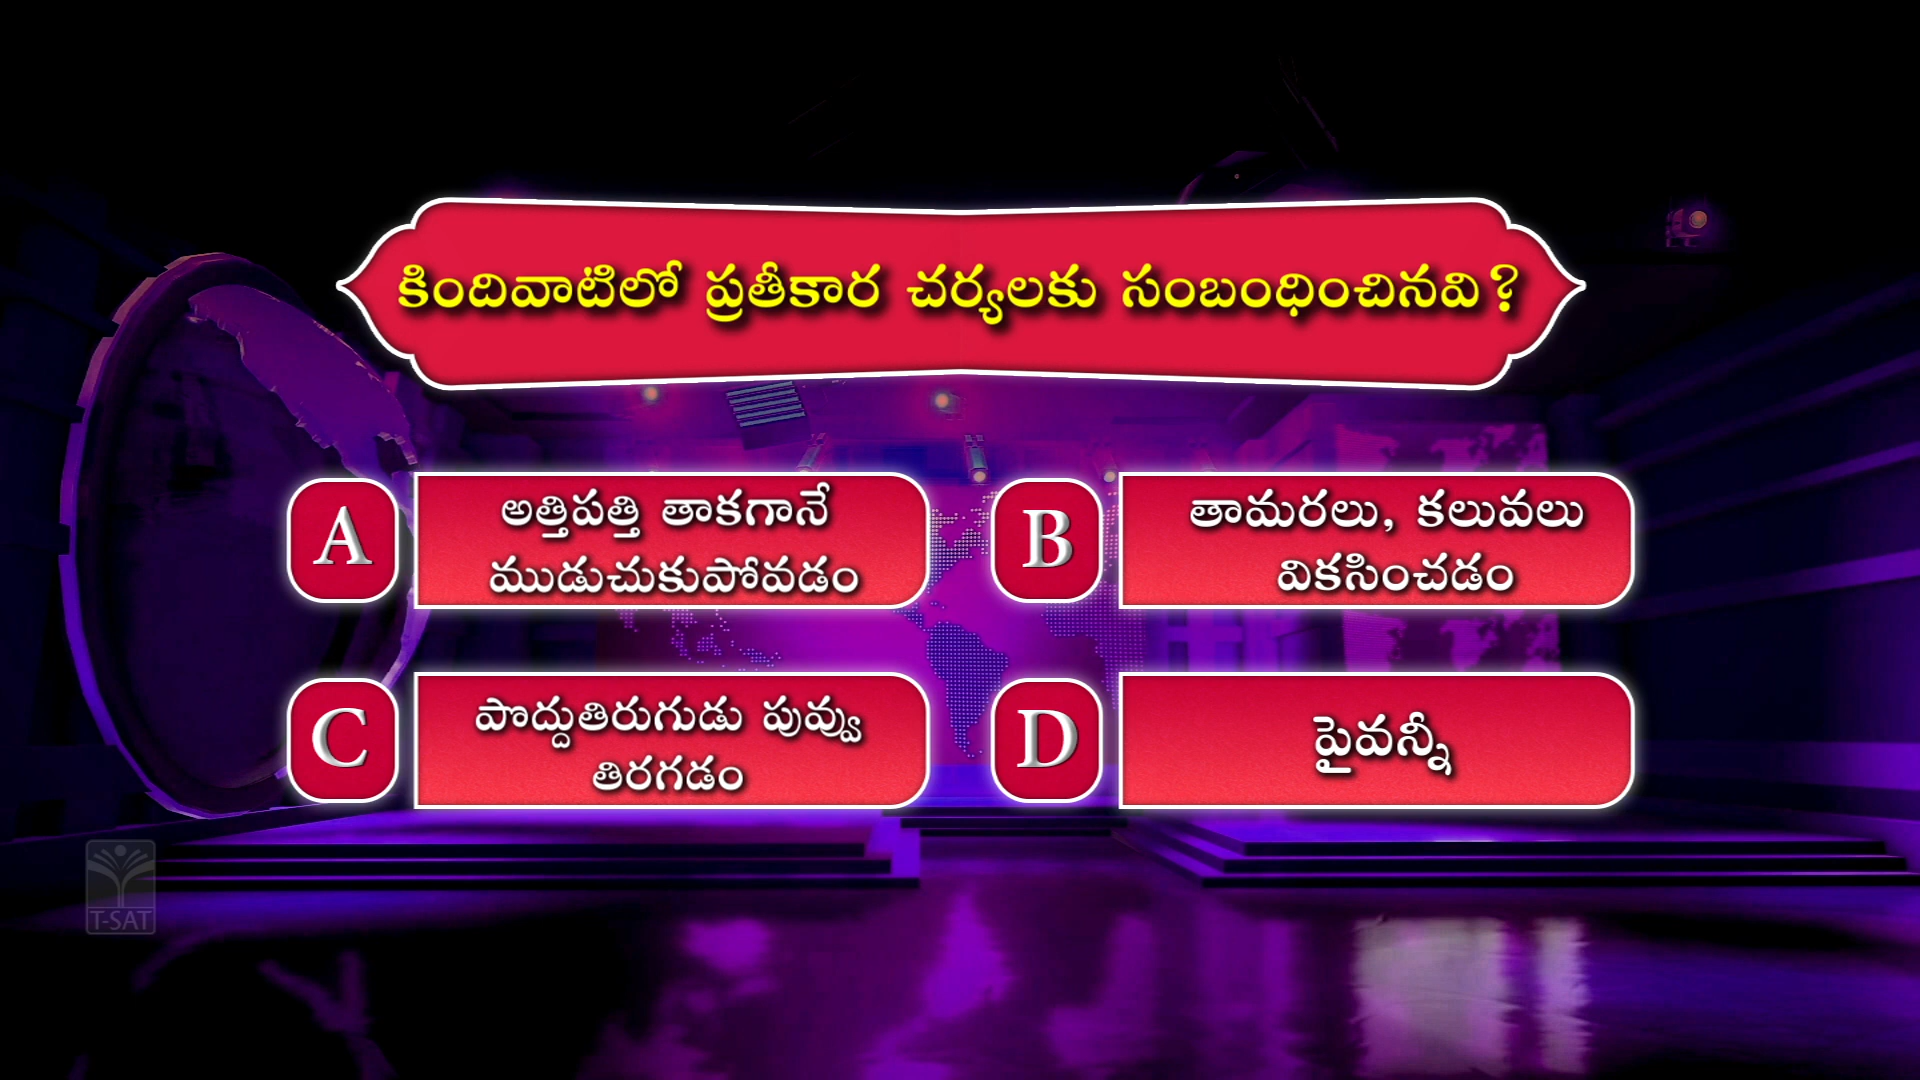 కిందివాటిలో ప్రతీకార చర్యలకు సంబంధించినవి?
A
అత్తిపత్తి తాకగానే
ముడుచుకుపోవడం
B
తామరలు, కలువలు
వికసించడం
C
పొద్దుతిరుగుడు పువ్వు
తిరగడం
D
పైవన్నీ
T-SAT